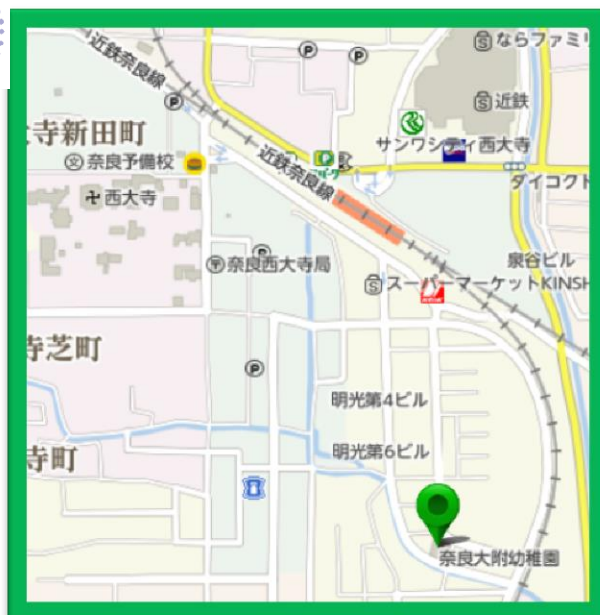 近鉄奈良線
ならファミリ
近鉄
サンワシティ西大寺
寺新田町
奈良予備校
西大寺
近鉄奈良線
ダイコクド
泉谷ビル
奈良西大寺局
スーパーマーケットKINSH
寺芝町
明光第4ビル
明光第6ビル
寺町
奈良大附幼稚園